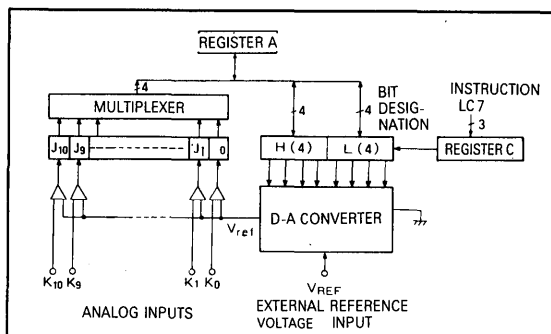 REGISTER A
4
MULTIPLEXER
4
4
BIT
DESIG-
NATION
INSTRUCTION
LC7
3
J10 J9 J1 0
H (4) L (4)
REGISTER C
D-A CONVERTER
Vref
K10 K9 K1 K0
VREF
ANALOG INPUTS
EXTERNAL REFERENCE
VOLTAGE INPUT